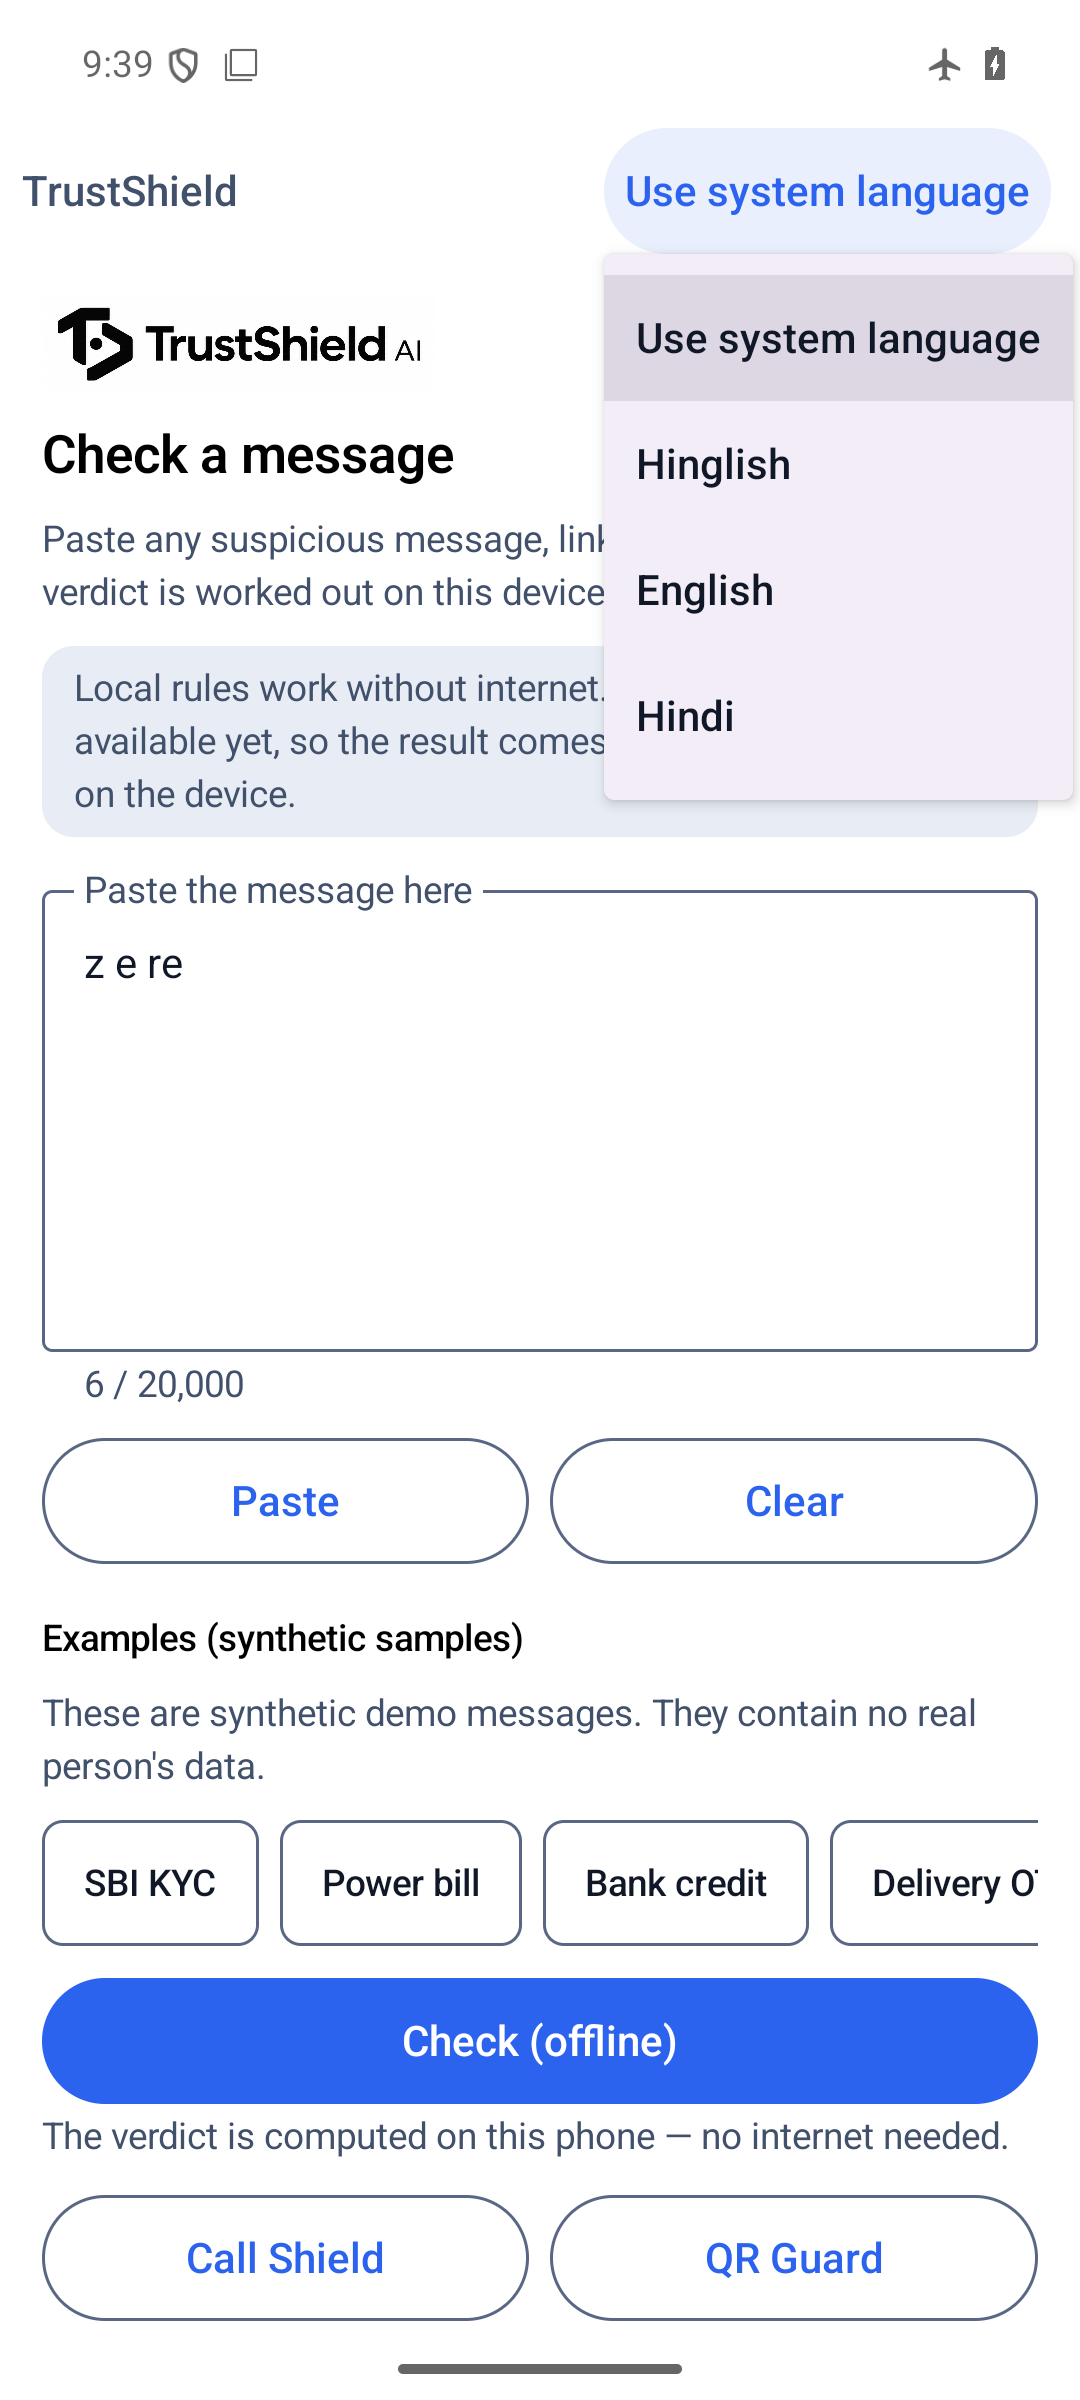 9:39
TrustShield
Use system language
Use system language
Hinglish
English
Hindi
TrustShield AI
Check a message
Paste any suspicious message,
verdict is worked out on this device
Local rules work without internet.
available yet, so the result comes
on the device.
Paste the message here
z e re
6 / 20,000
Paste
Clear
Examples (synthetic samples)
These are synthetic demo messages. They contain no real
person's data.
SBI KYC
Power bill
Bank credit
Delivery
Check (offline)
The verdict is computed on this phone — no internet needed.
Call Shield
QR Guard